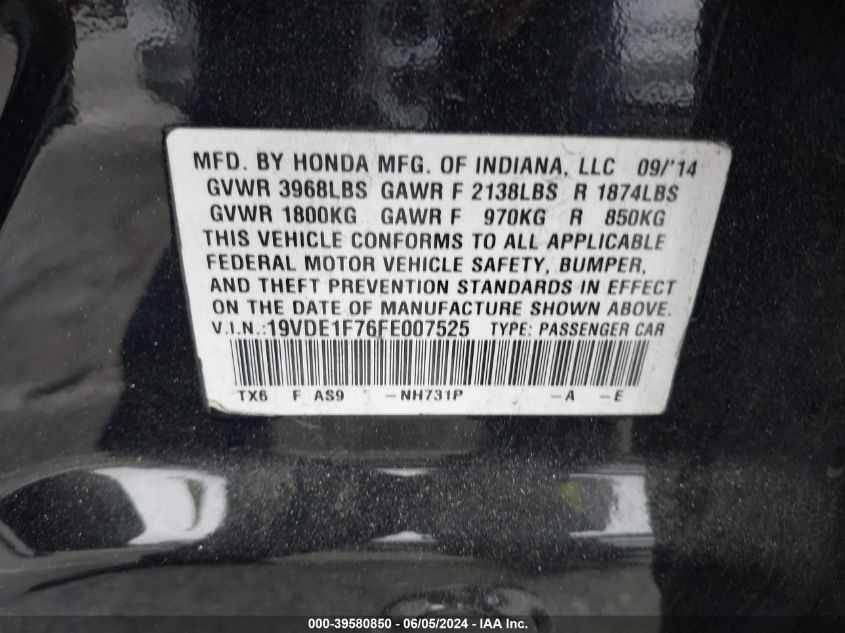 MFD. BY HONDA MFG. OF INDIANA, LLC 09/'14
GVWR 3968LBS GAWR F 2138LBS R 1874LBS
GVWR 1800KG GAWR F 970KG R 850KG
THIS VEHICLE CONFORMS TO ALL APPLICABLE
FEDERAL MOTOR VEHICLE SAFETY, BUMPER,
AND THEFT PREVENTION STANDARDS IN EFFECT
ON THE DATE OF MANUFACTURE SHOWN ABOVE.
V.I.N.:19VDE1F76FE007525 TYPE: PASSENGER CAR
TX6 F AS9 -NH731P -A -E
000-39580850 - 06/05/2024 - IAA Inc.